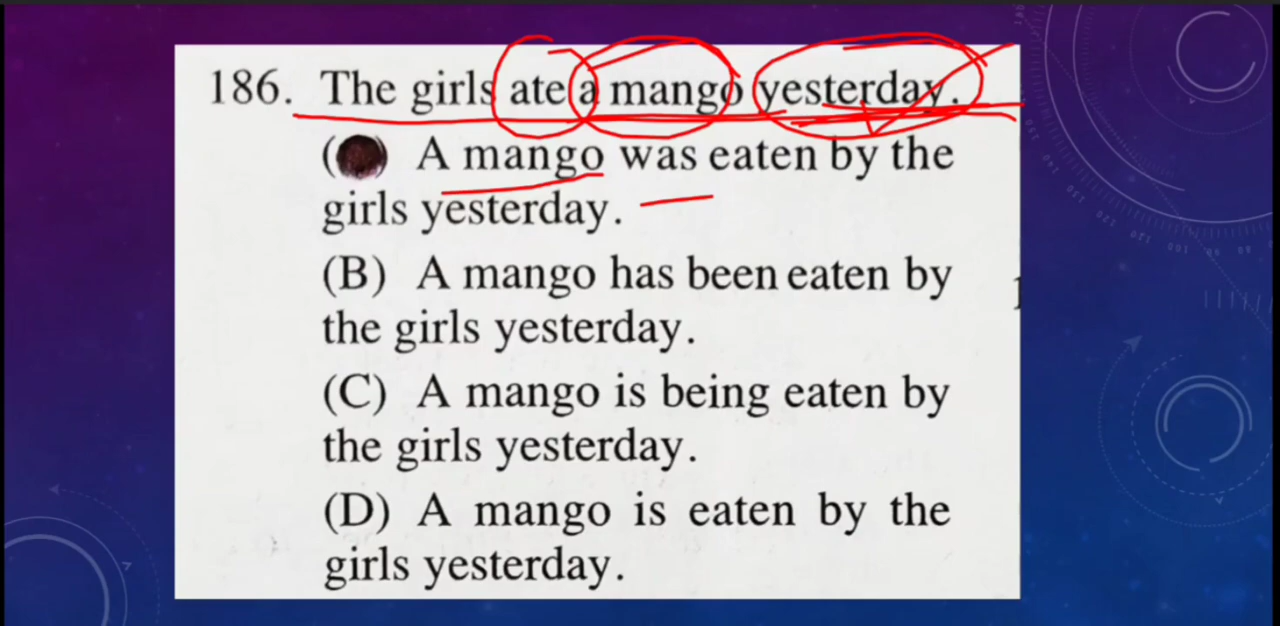 186. The girls ate a mango yesterday.
( ) A mango was eaten by the
girls yesterday.
(B) A mango has been eaten by
the girls yesterday.
(C) A mango is being eaten by
the girls yesterday.
(D) A mango is eaten by the
girls yesterday.